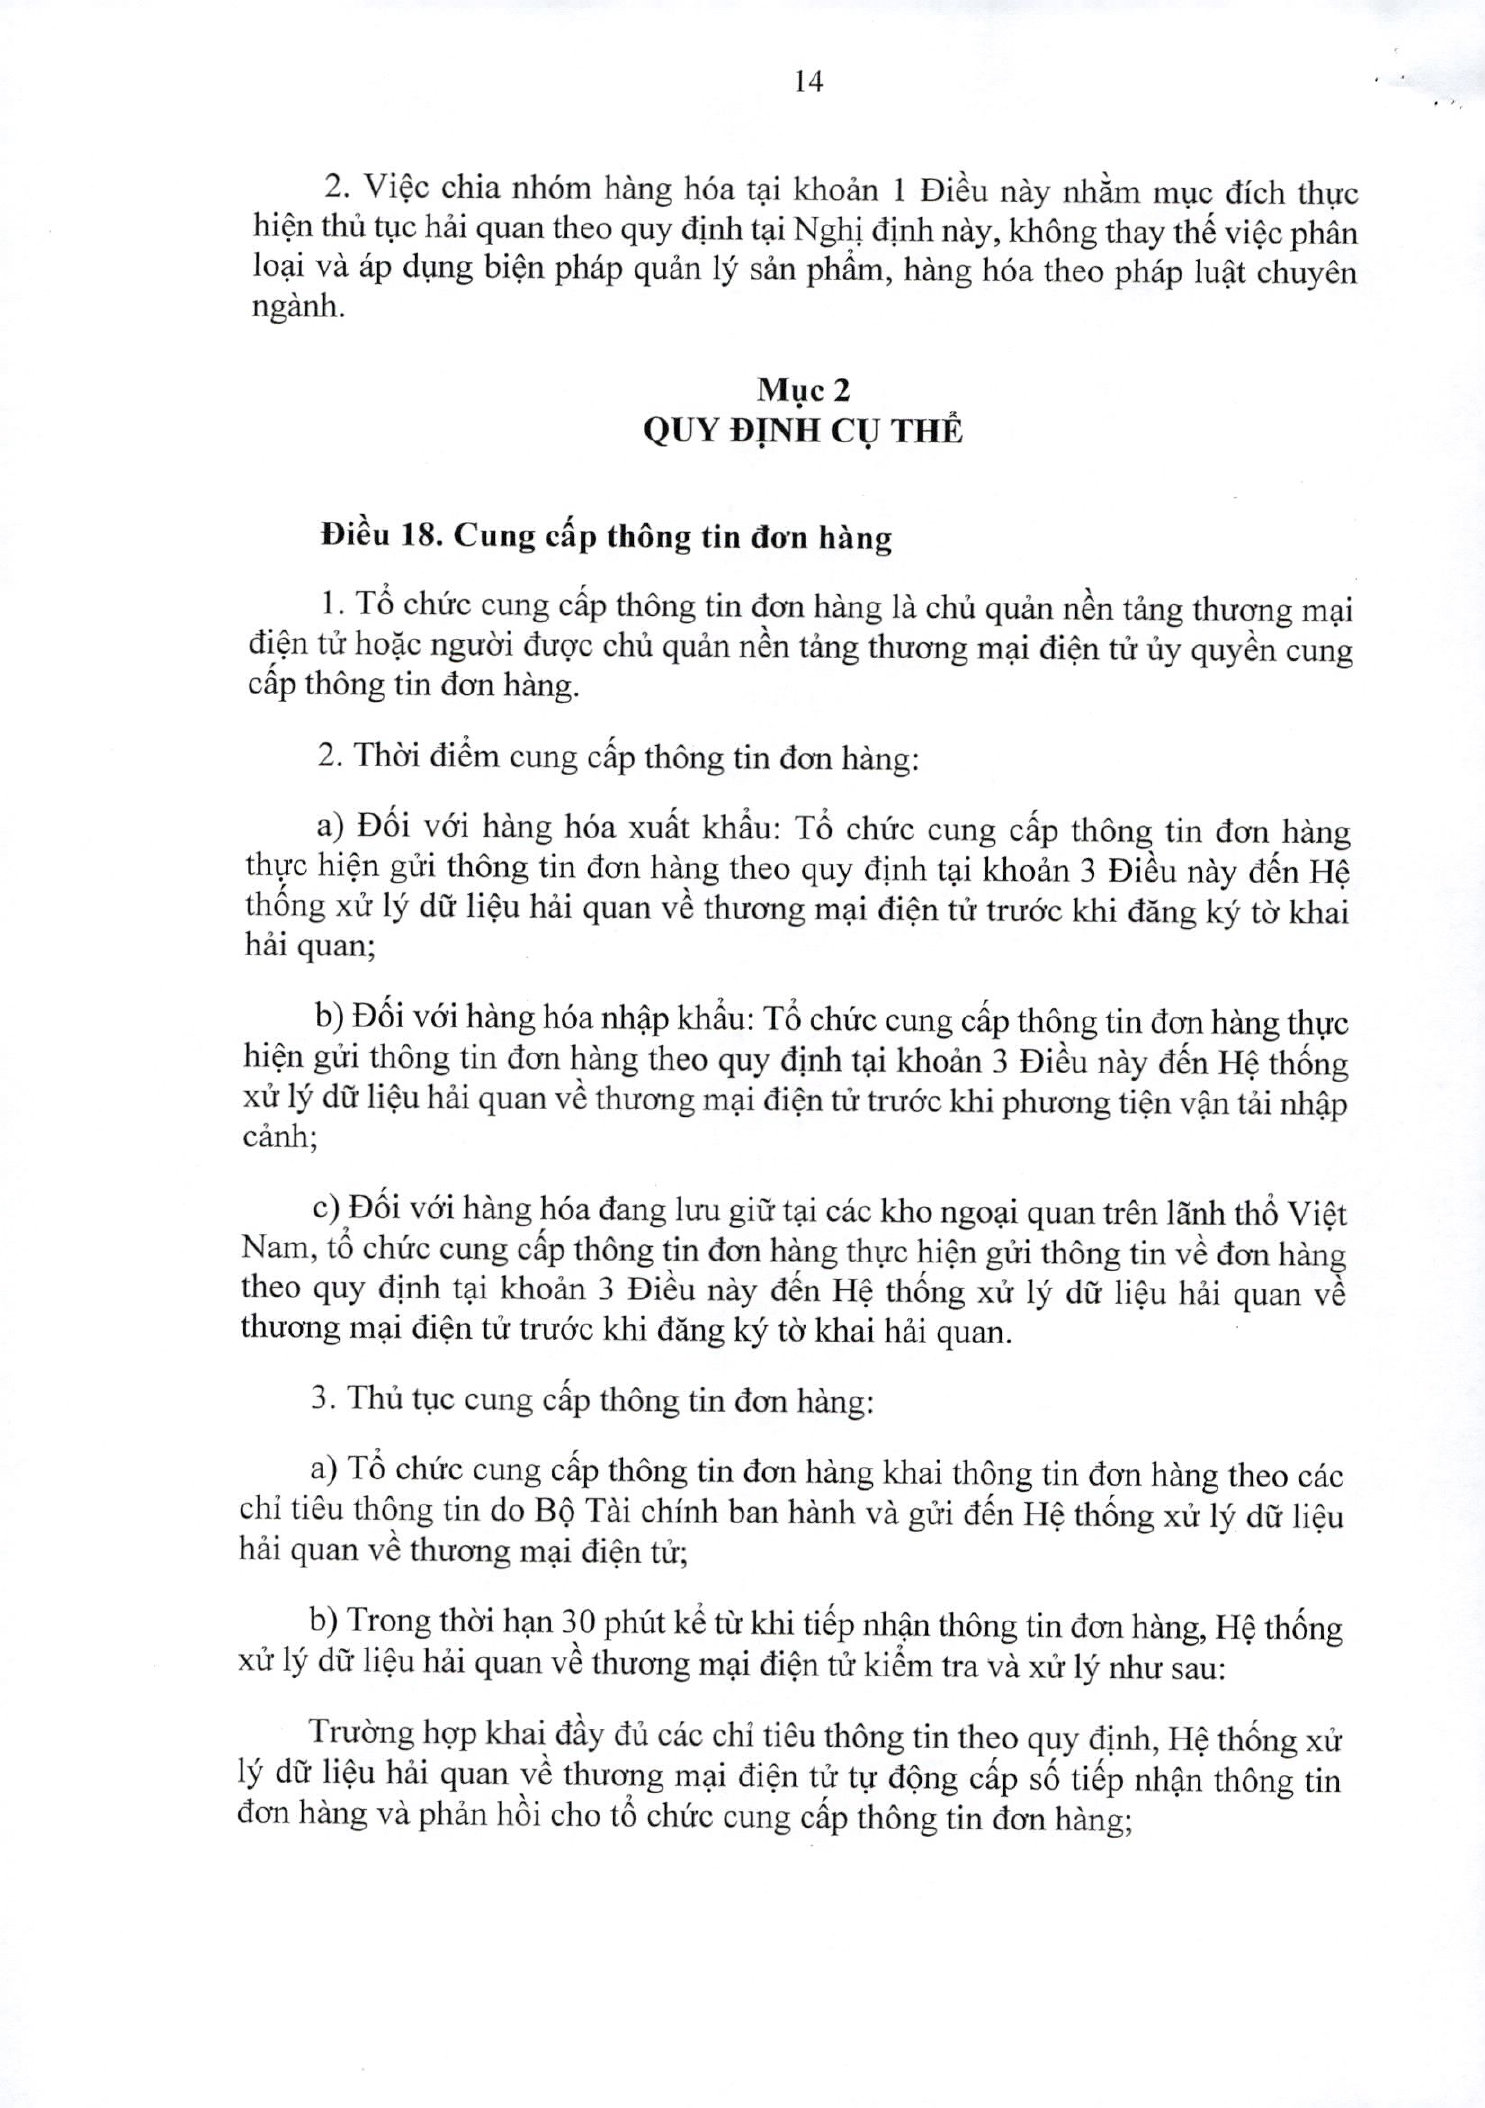 14
2. Việc chia nhóm hàng hóa tại khoản 1 Điều này nhằm mục đích thực
hiện thủ tục hải quan theo quy định tại Nghị định này, không thay thế việc phân
loại và áp dụng biện pháp quản lý sản phẩm, hàng hóa theo pháp luật chuyên
ngành.
Mục 2
QUY ĐỊNH CỤ THỂ
Điều 18. Cung cấp thông tin đơn hàng
1. Tổ chức cung cấp thông tin đơn hàng là chủ quản nền tảng thương mại
điện tử hoặc người được chủ quản nền tảng thương mại điện tử ủy quyền cung
cấp thông tin đơn hàng.
2. Thời điểm cung cấp thông tin đơn hàng:
a) Đối với hàng hóa xuất khẩu: Tổ chức cung cấp thông tin đơn hàng
thực hiện gửi thông tin đơn hàng theo quy định tại khoản 3 Điều này đến Hệ
thống xử lý dữ liệu hải quan về thương mại điện tử trước khi đăng ký tờ khai
hải quan;
b) Đối với hàng hóa nhập khẩu: Tổ chức cung cấp thông tin đơn hàng thực
hiện gửi thông tin đơn hàng theo quy định tại khoản 3 Điều này đến Hệ thống
xử lý dữ liệu hải quan về thương mại điện tử trước khi phương tiện vận tải nhập
cảnh;
c) Đối với hàng hóa đang lưu giữ tại các kho ngoại quan trên lãnh thổ Việt
Nam, tổ chức cung cấp thông tin đơn hàng thực hiện gửi thông tin về đơn hàng
theo quy định tại khoản 3 Điều này đến Hệ thống xử lý dữ liệu hải quan về
thương mại điện tử trước khi đăng ký tờ khai hải quan.
3. Thủ tục cung cấp thông tin đơn hàng:
a) Tổ chức cung cấp thông tin đơn hàng khai thông tin đơn hàng theo các
chỉ tiêu thông tin do Bộ Tài chính ban hành và gửi đến Hệ thống xử lý dữ liệu
hải quan về thương mại điện tử;
b) Trong thời hạn 30 phút kể từ khi tiếp nhận thông tin đơn hàng, Hệ thống
xử lý dữ liệu hải quan về thương mại điện tử kiểm tra và xử lý như sau:
Trường hợp khai đầy đủ các chỉ tiêu thông tin theo quy định, Hệ thống xử
lý dữ liệu hải quan về thương mại điện tử tự động cấp số tiếp nhận thông tin
đơn hàng và phản hồi cho tổ chức cung cấp thông tin đơn hàng;